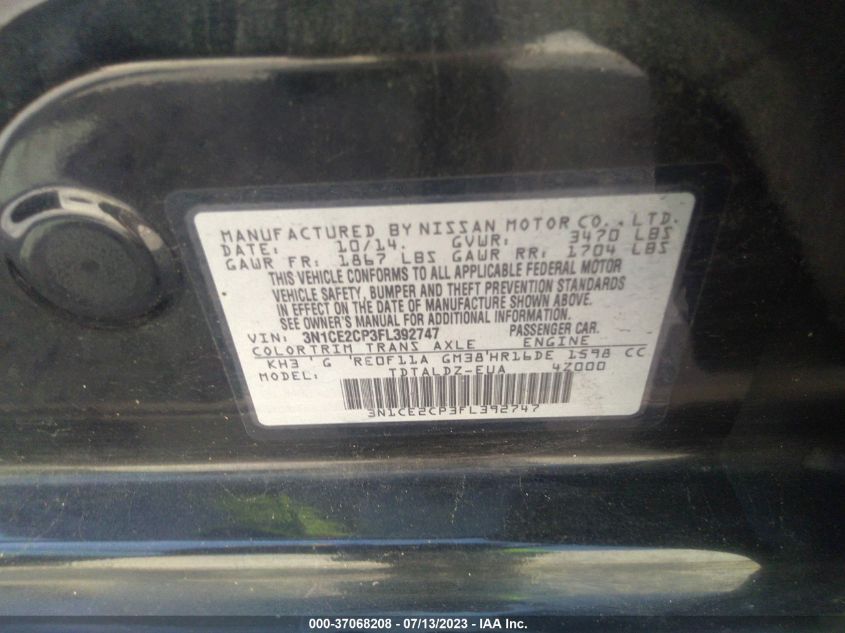 MANUFACTURED BY NISSAN MOTOR CO., LTD.
DATE: 10/14. GVWR: 3470 LBS
GAWR FR: 1867 LBS GAWR RR: 1704 LBS
THIS VEHICLE CONFORMS TO ALL APPLICABLE FEDERAL MOTOR
VEHICLE SAFETY, BUMPER AND THEFT PREVENTION STANDARDS
IN EFFECT ON THE DATE OF MANUFACTURE SHOWN ABOVE.
SEE OWNER'S MANUAL FOR ADDITIONAL INFORMATION.
VIN: 3N1CE2CP3FL392747 PASSENGER CAR.
COLOR TRIM TRANS AXLE ENGINE
KH3 ' G 'RE0F11A GM38'HR16DE 1598 CC
MODEL: TDTALDZ-EUA 4Z000
3N1CE2CP3FL392747
000-37068208 - 07/13/2023 - IAA Inc.